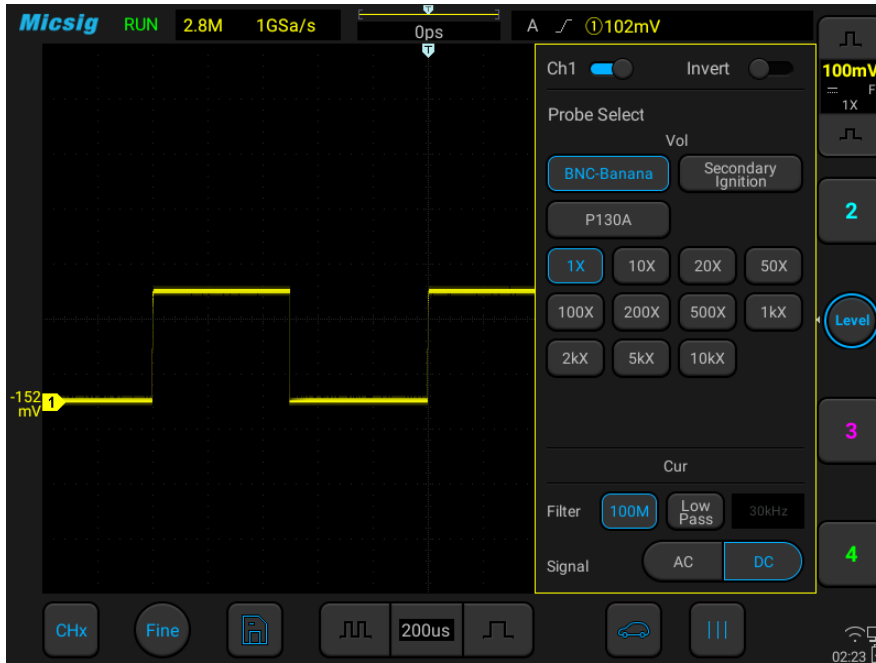 Micsig RUN 2.8M 1GSa/s 0ps A ①102mV
T
T
Ch1 Invert
100mV
F
1X
Probe Select
Vol
BNC-Banana Secondary Ignition
P130A
2
1X 10X 20X 50X
100X 200X 500X 1kX
Level
2kX 5kX 10kX
-152
mV
1
3
Cur
Filter 100M Low Pass 30kHz
Signal AC DC
4
CHx Fine 200us
02:23